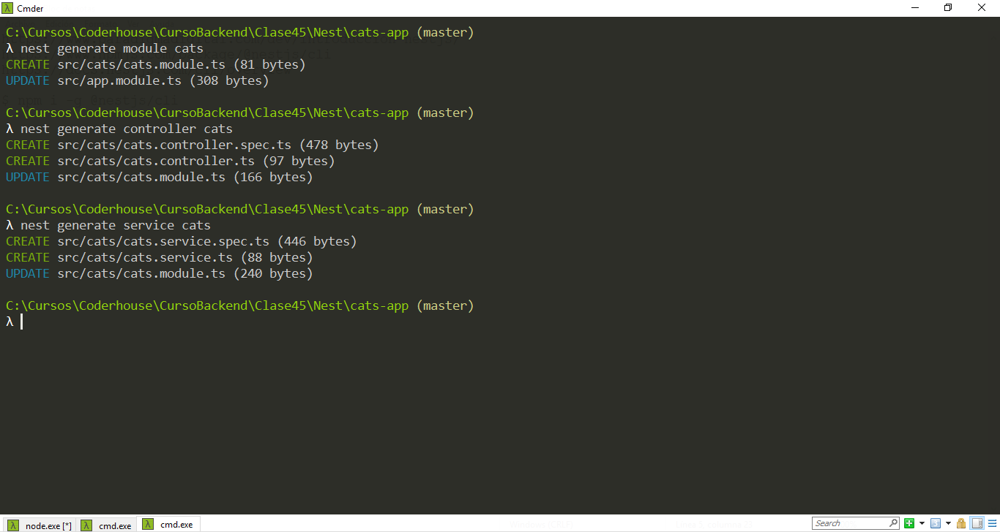 Cmder
C:\Cursos\Coderhouse\CursoBackend\Clase45\Nest\cats-app (master)
λ nest generate module cats
CREATE src/cats/cats.module.ts (81 bytes)
UPDATE src/app.module.ts (308 bytes)
C:\Cursos\Coderhouse\CursoBackend\Clase45\Nest\cats-app (master)
λ nest generate controller cats
CREATE src/cats/cats.controller.spec.ts (478 bytes)
CREATE src/cats/cats.controller.ts (97 bytes)
UPDATE src/cats/cats.module.ts (166 bytes)
C:\Cursos\Coderhouse\CursoBackend\Clase45\Nest\cats-app (master)
λ nest generate service cats
CREATE src/cats/cats.service.spec.ts (446 bytes)
CREATE src/cats/cats.service.ts (88 bytes)
UPDATE src/cats/cats.module.ts (240 bytes)
C:\Cursos\Coderhouse\CursoBackend\Clase45\Nest\cats-app (master)
λ
λ node.exe [*] λ cmd.exe λ cmd.exe Search